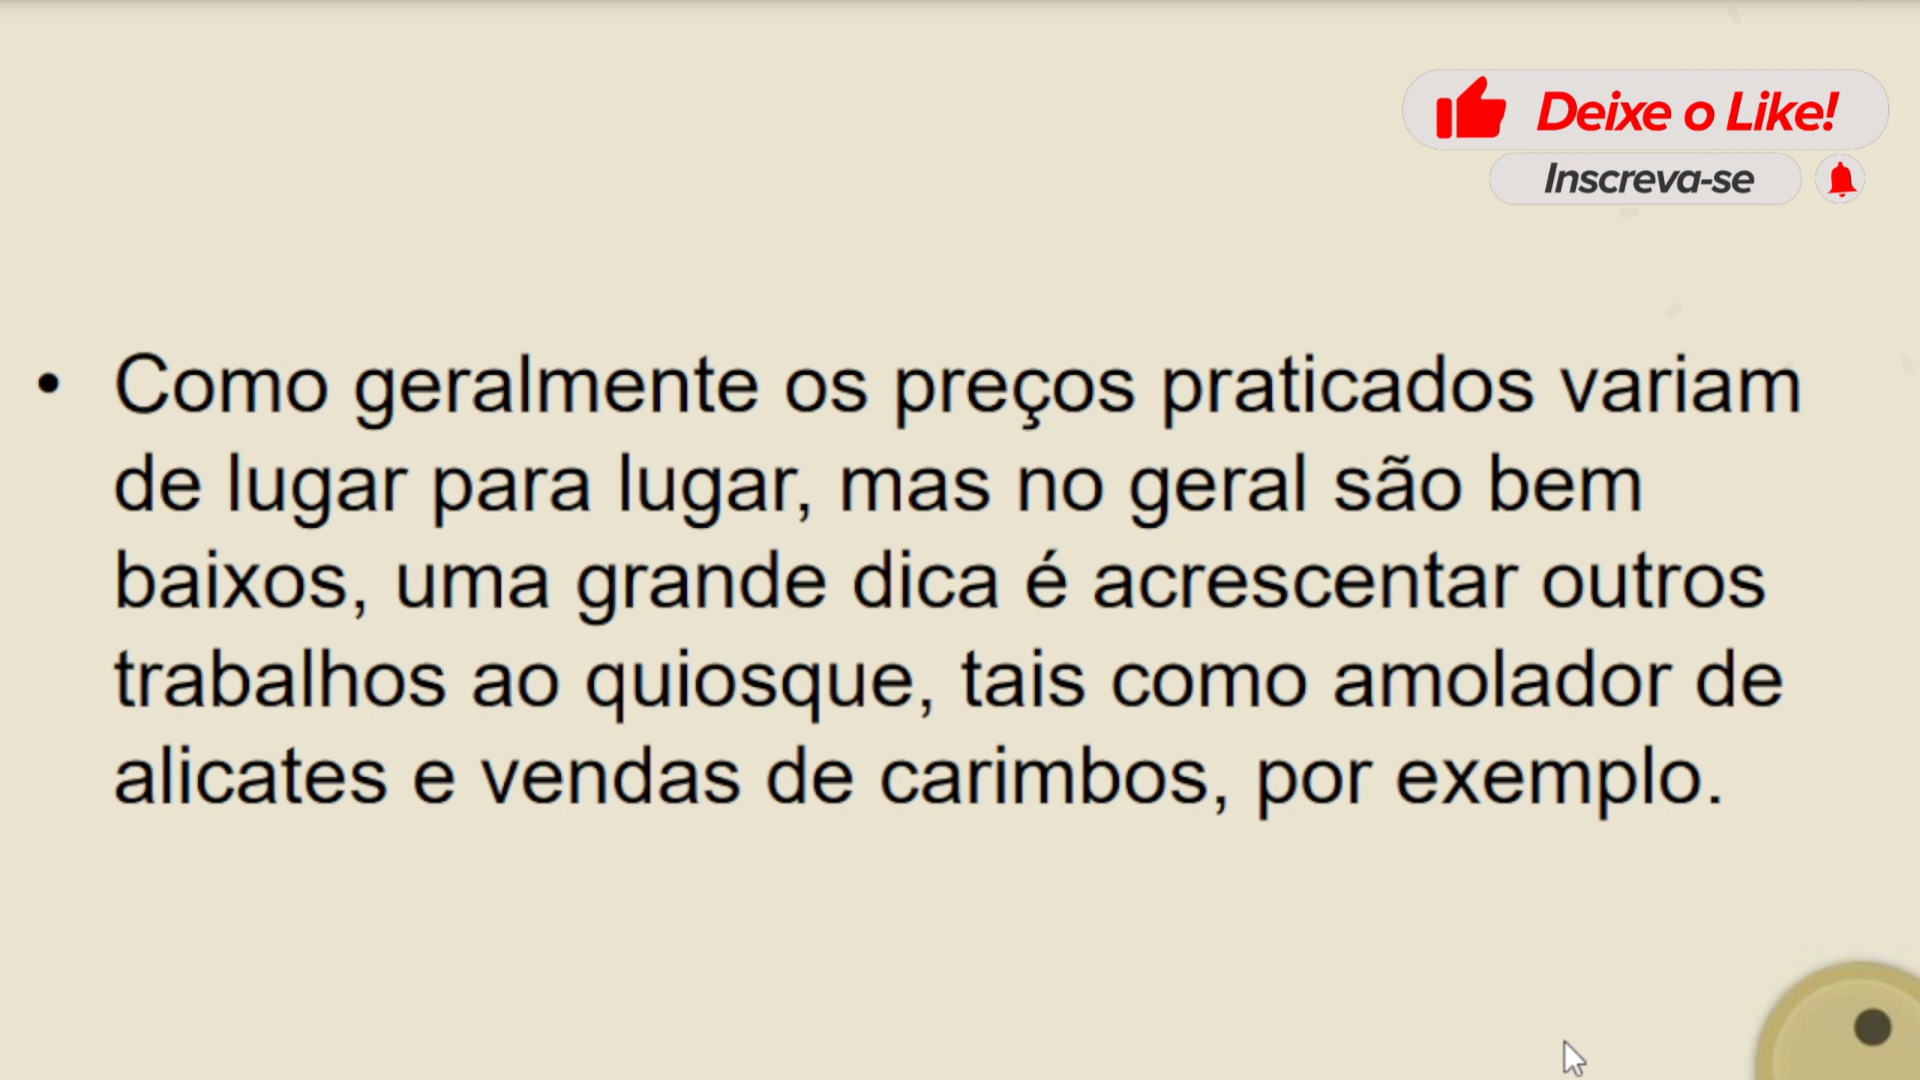 Deixe o Like!
Inscreva-se
• Como geralmente os preços praticados variam
de lugar para lugar, mas no geral são bem
baixos, uma grande dica é acrescentar outros
trabalhos ao quiosque, tais como amolador de
alicates e vendas de carimbos, por exemplo.